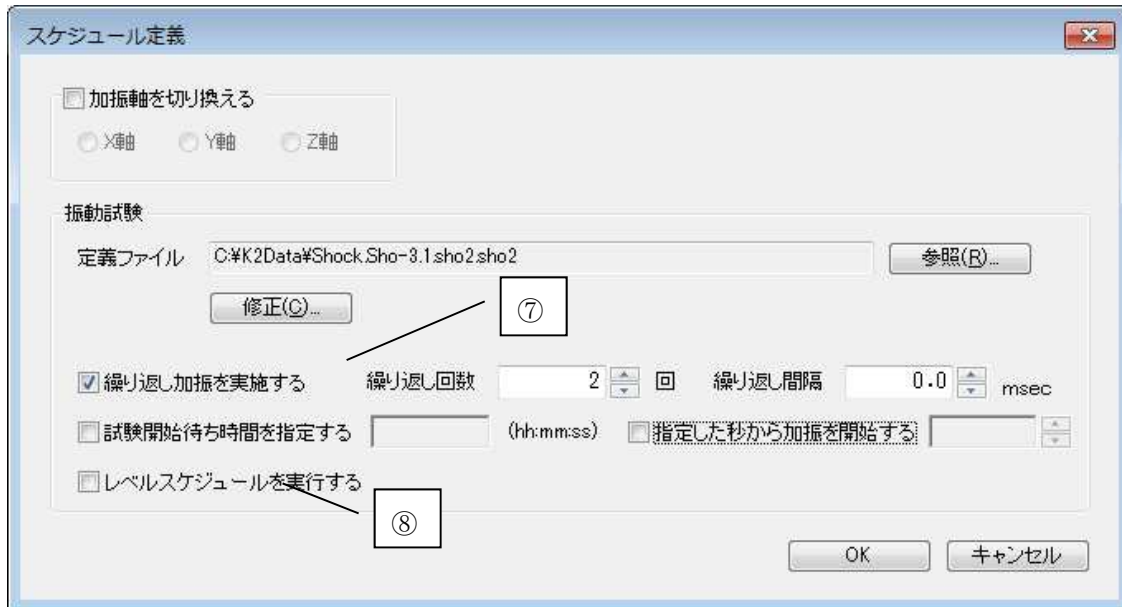 スケジュール定義
加振軸を切り換える
X軸 Y軸 Z軸
振動試験
定義ファイル C:¥K2Data¥Shock.Sho-3.1.sho2.sho2 参照(R)...
修正(C)... ⑦
繰り返し加振を実施する 繰り返し回数 2 回 繰り返し間隔 0.0 msec
試験開始待ち時間を指定する (hh:mm:ss) 指定した秒から加振を開始する
レベルスケジュールを実行する
⑧
OK キャンセル